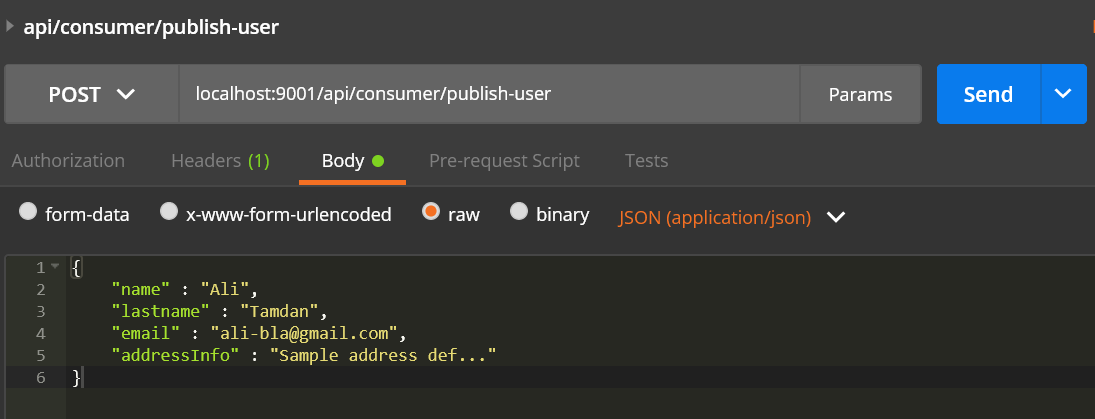 api/consumer/publish-user
POST localhost:9001/api/consumer/publish-user Params Send
Authorization Headers (1) Body Pre-request Script Tests
form-data x-www-form-urlencoded raw binary JSON (application/json)
1 {
2 "name" : "Ali",
3 "lastname" : "Tamdan",
4 "email" : "ali-bla@gmail.com",
5 "addressInfo" : "Sample address def..."
6 }